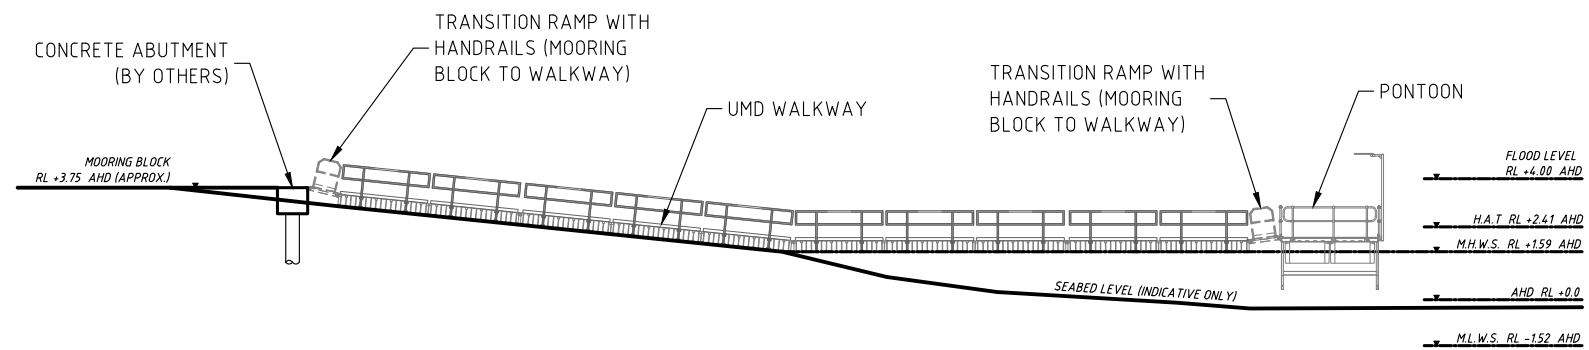 TRANSITION RAMP WITH
HANDRAILS (MOORING
BLOCK TO WALKWAY)
CONCRETE ABUTMENT
(BY OTHERS)
TRANSITION RAMP WITH
HANDRAILS (MOORING
BLOCK TO WALKWAY)
PONTOON
UMD WALKWAY
MOORING BLOCK
RL +3.75 AHD (APPROX.)
FLOOD LEVEL
RL +4.00 AHD
H.A.T RL +2.41 AHD
M.H.W.S. RL +1.59 AHD
SEABED LEVEL (INDICATIVE ONLY)
AHD RL +0.0
M.L.W.S. RL -1.52 AHD